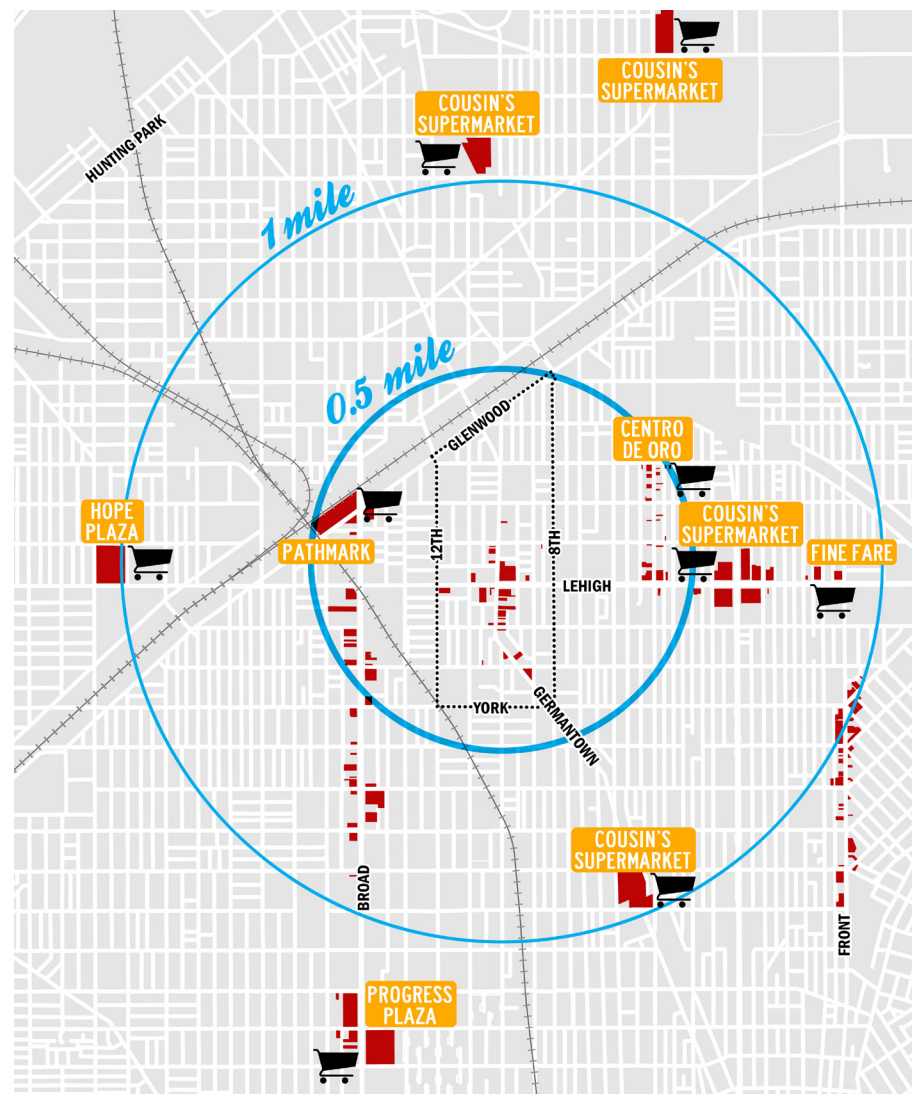 COUSIN'S
SUPERMARKET
COUSIN'S
SUPERMARKET
HUNTING PARK
1 mile
0.5 mile
GLENWOOD
CENTRO
DE ORO
HOPE
PLAZA
COUSIN'S
SUPERMARKET
PATHMARK
12TH
8TH
FINE FARE
LEHIGH
YORK
GERMANTOWN
COUSIN'S
SUPERMARKET
BROAD
FRONT
PROGRESS
PLAZA